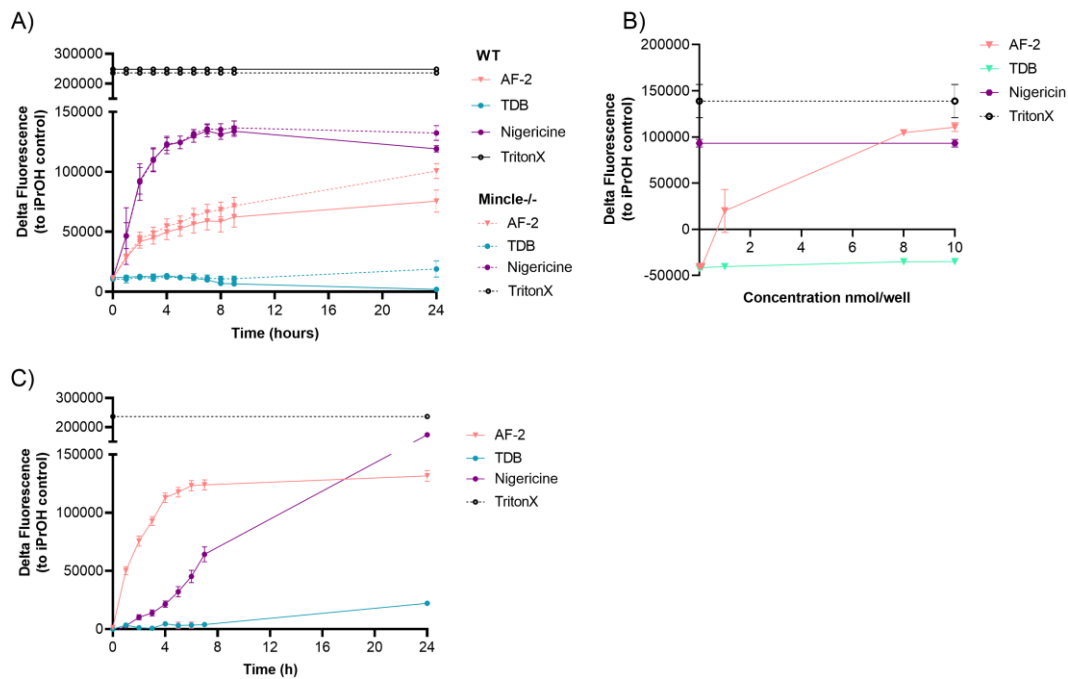 A)
Delta Fluorescence
(to iPrOH control)
300000
250000
200000
150000
100000
50000
0
0
4
8
12
16
20
24
Time (hours)
WT
AF-2
TDB
Nigericine
TritonX
Mincle-/-
AF-2
TDB
Nigericine
TritonX
B)
Delta Fluorescence
(to iPrOH control)
200000
150000
100000
50000
0
-50000
2
4
6
8
10
Concentration nmol/well
AF-2
TDB
Nigericin
TritonX
C)
Delta Fluorescence
(to iPrOH control)
300000
200000
150000
100000
50000
0
0
4
8
12
16
20
24
Time (h)
AF-2
TDB
Nigericine
TritonX